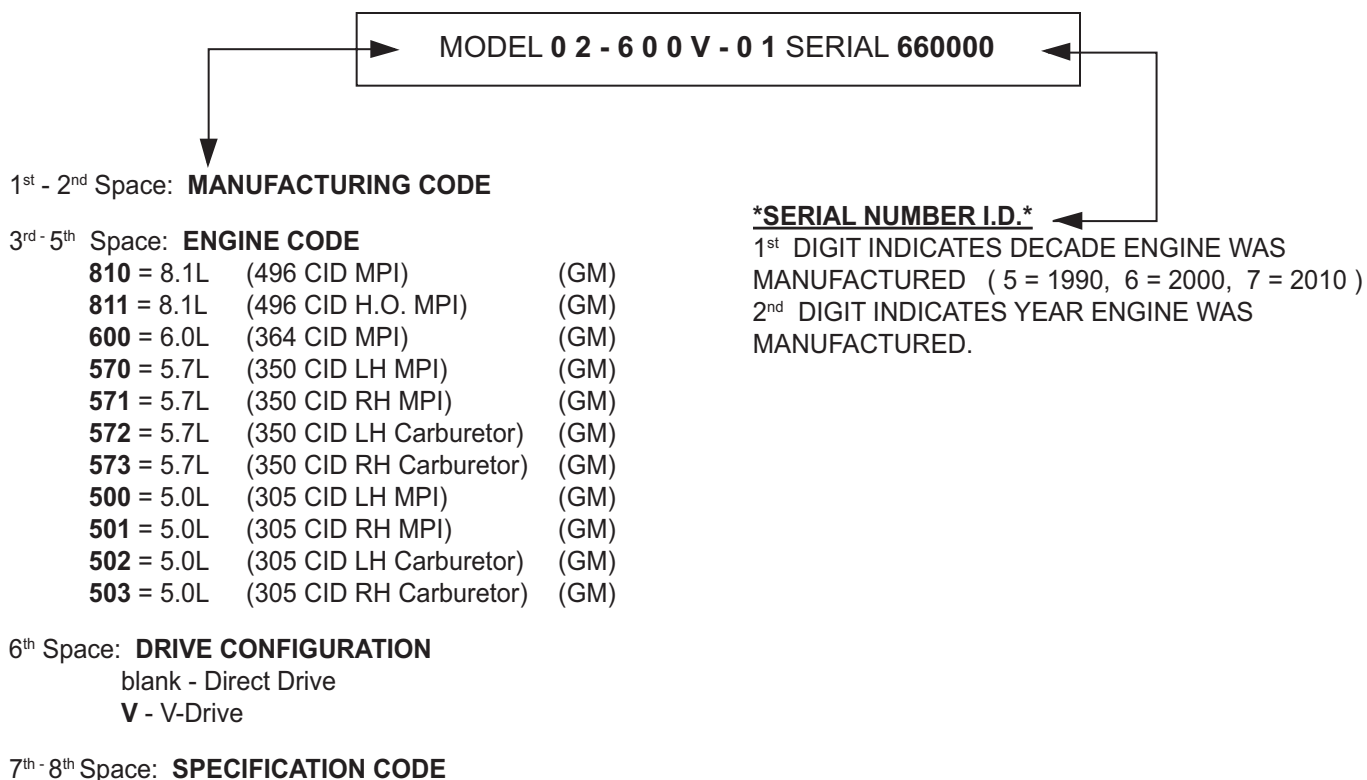 MODEL 0 2 - 6 0 0 V - 0 1 SERIAL 660000
1st - 2nd Space: MANUFACTURING CODE
3rd - 5th Space: ENGINE CODE
810 = 8.1L (496 CID MPI) (GM)
811 = 8.1L (496 CID H.O. MPI) (GM)
600 = 6.0L (364 CID MPI) (GM)
570 = 5.7L (350 CID LH MPI) (GM)
571 = 5.7L (350 CID RH MPI) (GM)
572 = 5.7L (350 CID LH Carburetor) (GM)
573 = 5.7L (350 CID RH Carburetor) (GM)
500 = 5.0L (305 CID LH MPI) (GM)
501 = 5.0L (305 CID RH MPI) (GM)
502 = 5.0L (305 CID LH Carburetor) (GM)
503 = 5.0L (305 CID RH Carburetor) (GM)
6th Space: DRIVE CONFIGURATION
blank - Direct Drive
V - V-Drive
7th - 8th Space: SPECIFICATION CODE
*SERIAL NUMBER I.D.*
1st DIGIT INDICATES DECADE ENGINE WAS
MANUFACTURED ( 5 = 1990, 6 = 2000, 7 = 2010 )
2nd DIGIT INDICATES YEAR ENGINE WAS
MANUFACTURED.